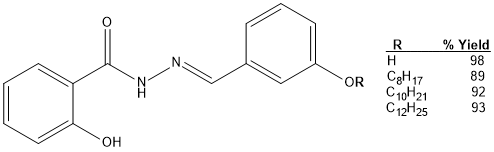 O
N
H
N
OH
OR
R % Yield
H 98
C₈H₁₇ 89
C₁₀H₂₁ 92
C₁₂H₂₅ 93